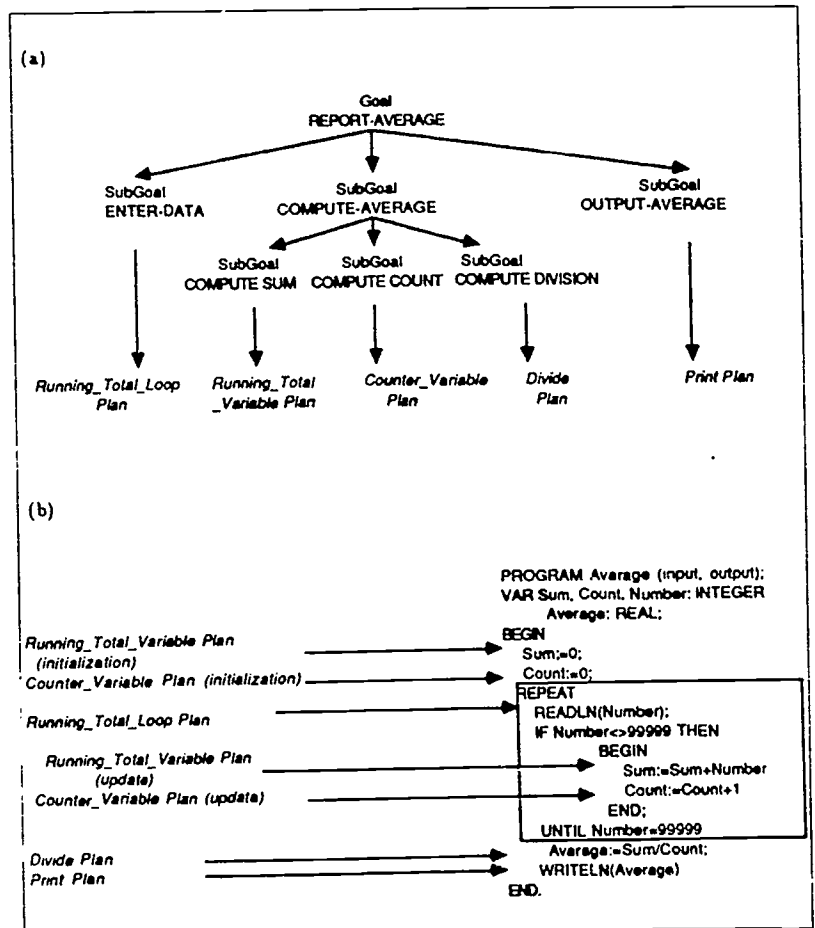 (a)
Goal
REPORT-AVERAGE
SubGoal
ENTER-DATA
SubGoal
COMPUTE-AVERAGE
SubGoal
OUTPUT-AVERAGE
SubGoal
COMPUTE SUM
SubGoal
COMPUTE COUNT
SubGoal
COMPUTE DIVISION
Running_Total_Loop
Plan
Running_Total
_Variable Plan
Counter_Variable
Plan
Divide
Plan
Print Plan
(b)
PROGRAM Avarage (input, output);
VAR Sum, Count, Number: INTEGER
Average: REAL;
BEGIN
Running_Total_Variable Plan
(initialization)
Sum:=0;
Counter_Variable Plan (initialization)
Count:=0;
REPEAT
Running_Total_Loop Plan
READLN(Number);
IF Number<>99999 THEN
BEGIN
Running_Total_Variable Plan
(update)
Sum:=Sum+Number
Counter_Variable Plan (update)
Count:=Count+1
END;
UNTIL Number=99999
Divide Plan
Avaraga:=Sum/Count;
Print Plan
WRITELN(Average)
END.